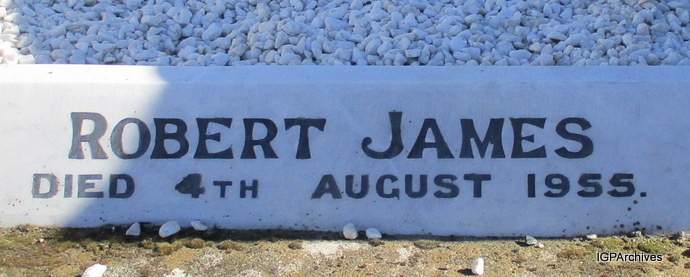 ROBERT JAMES
DIED 4TH AUGUST 1955.
IGPArchives